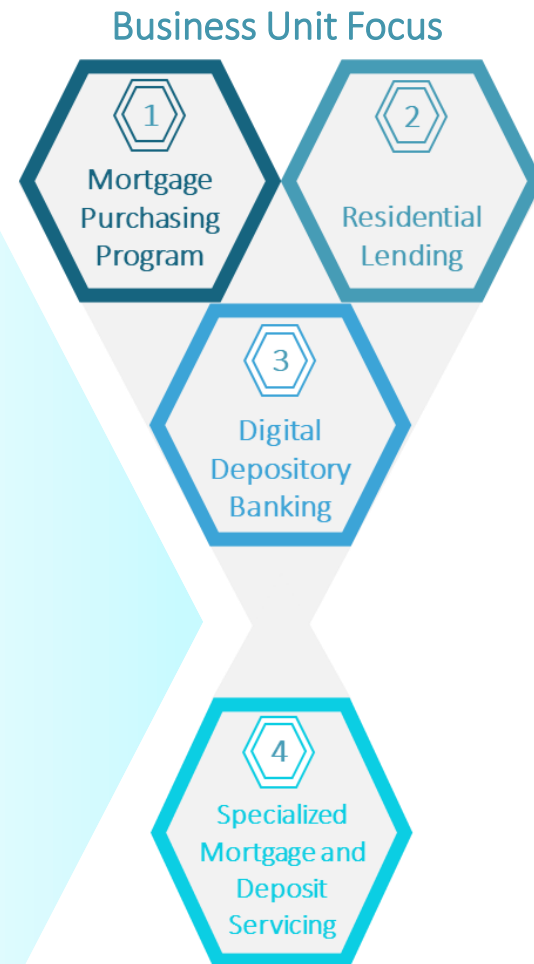 Business Unit Focus
1
Mortgage
Purchasing
Program
2
Residential
Lending
3
Digital
Depository
Banking
4
Specialized
Mortgage and
Deposit
Servicing